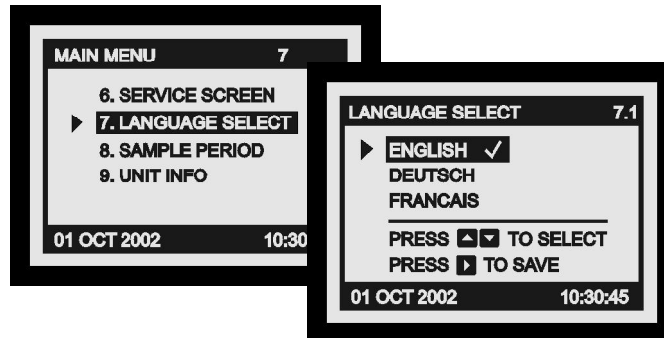 MAIN MENU 7
6. SERVICE SCREEN
7. LANGUAGE SELECT
8. SAMPLE PERIOD
9. UNIT INFO
01 OCT 2002 10:30
LANGUAGE SELECT 7.1
ENGLISH ✓
DEUTSCH
FRANCAIS
PRESS ▲▼ TO SELECT
PRESS ▶ TO SAVE
01 OCT 2002 10:30:45